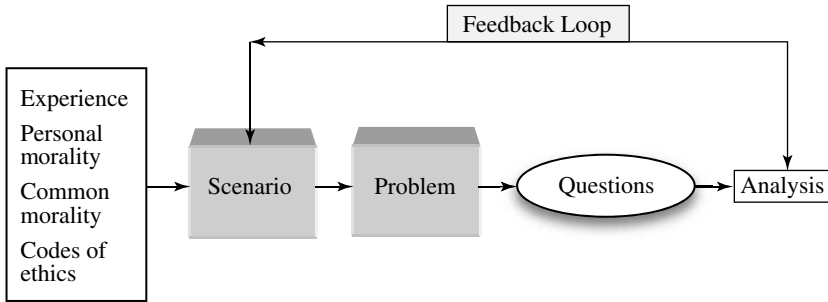 Feedback Loop
Experience
Personal
morality
Common
morality
Codes of
ethics
Scenario
Problem
Questions
Analysis